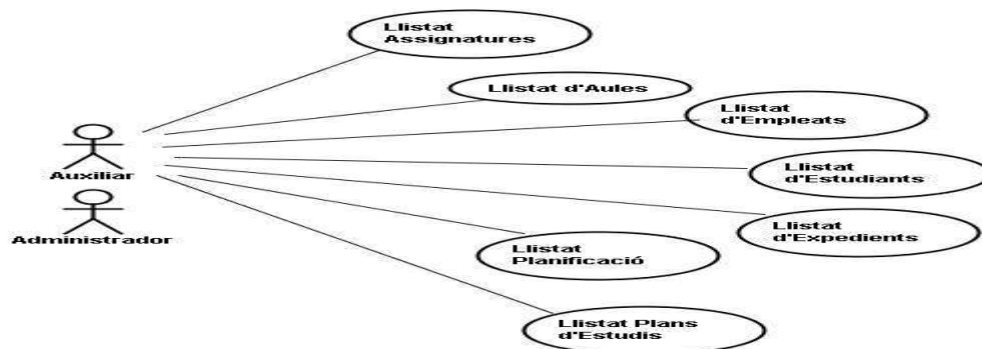 Llistat
Assignatures
Llistat d'Aules
Llistat
d'Empleats
Auxiliar
Llistat
d'Estudiants
Administrador
Llistat
d'Expedients
Llistat
Planificació
Llistat Plans
d'Estudis